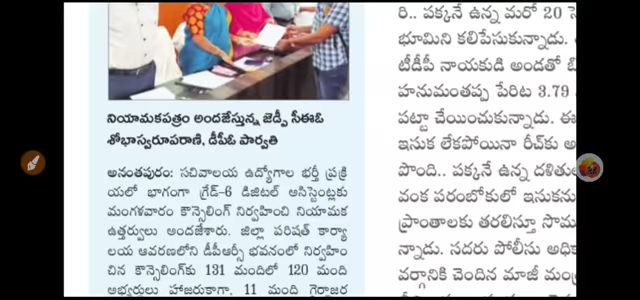 నియామకపత్రం అందజేస్తున్న జెడ్పీ సీఈఓ
శోభాస్వరూపరాణి, డీపీఓ పార్వతి
అనంతపురం: సచివాలయ ఉద్యోగాల భర్తీ ప్రక్రి
యలో భాగంగా గ్రేడ్-6 డిజిటల్ అసిస్టెంట్లకు
మంగళవారం కౌన్సెలింగ్ నిర్వహించి నియామక
ఉత్తర్వులు అందజేశారు. జిల్లా పరిషత్ కార్యా
లయ ఆవరణలోని డీపీఆర్సీ భవనంలో నిర్వహిం
చిన కౌన్సెలింగ్‌కు 131 మందిలో 120 మంది
అభ్యర్థులు హాజరుకాగా, 11 మంది గైర్హాజర
రి.. పక్కనే ఉన్న మరో 20
భూమిని కలిపేసుకున్నాడు.
టీడీపీ నాయకుడి అండతో
హనుమంతప్ప పేరిట 3.79
పట్టా చేయించుకున్నాడు. ఈ
ఇసుక లేకపోయినా రీచ్‌కు అ
పొంది.. పక్కనే ఉన్న దళితుల
వంక పరంబోకులో ఇసుకను
ప్రాంతాలకు తరలిస్తూ సొమ
న్నాడు. సదరు పోలీసు అధిక
వర్గానికి చెందిన మాజీ మంత్ర